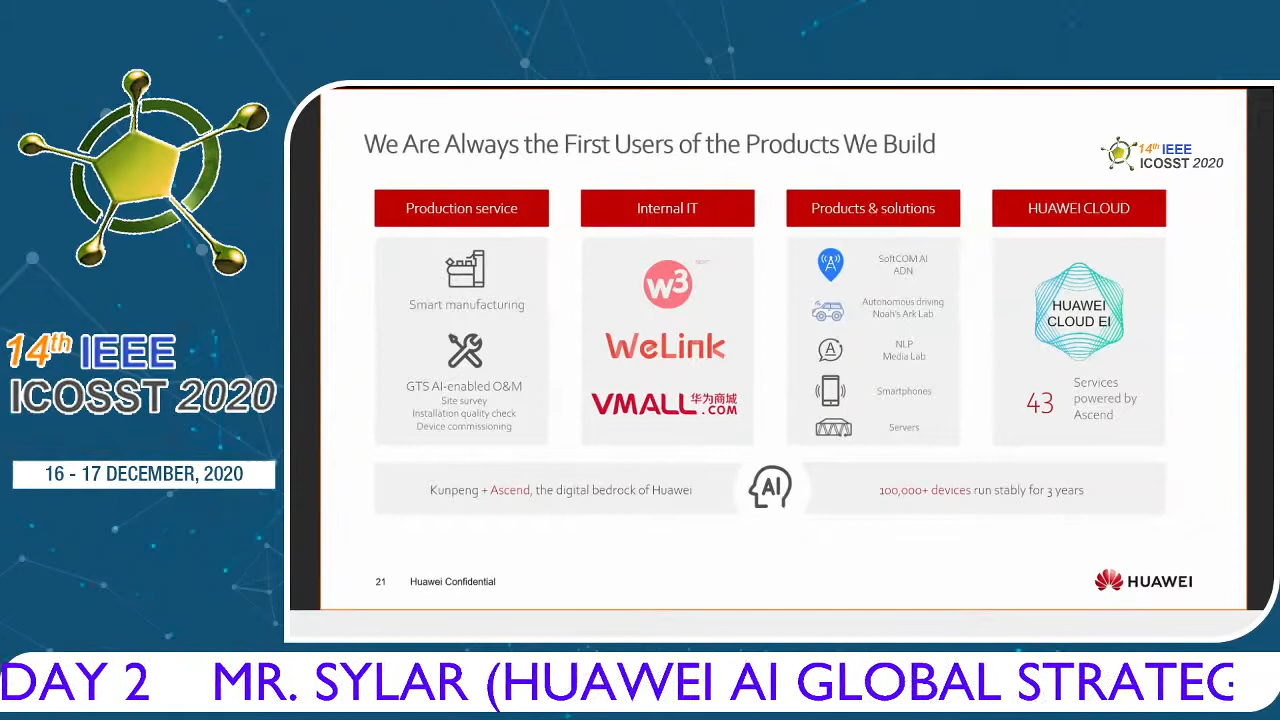 14th IEEE
ICOSST 2020
16 - 17 DECEMBER, 2020
We Are Always the First Users of the Products We Build
14th IEEE
ICOSST 2020
Production service
Smart manufacturing
GTS AI-enabled O&M
Site survey
Installation quality check
Device commissioning
Internal IT
w3
WeLink
VMALL华为商城
.COM
Products & solutions
SoftCOM AI
ADN
Autonomous driving
Noah's Ark Lab
NLP
Media Lab
Smartphones
Servers
HUAWEI CLOUD
HUAWEI
CLOUD EI
43
Services
powered by
Ascend
Kunpeng + Ascend, the digital bedrock of Huawei
AI
100,000+ devices run stably for 3 years
21
Huawei Confidential
HUAWEI
DAY 2 MR. SYLAR (HUAWEI AI GLOBAL STRATEG